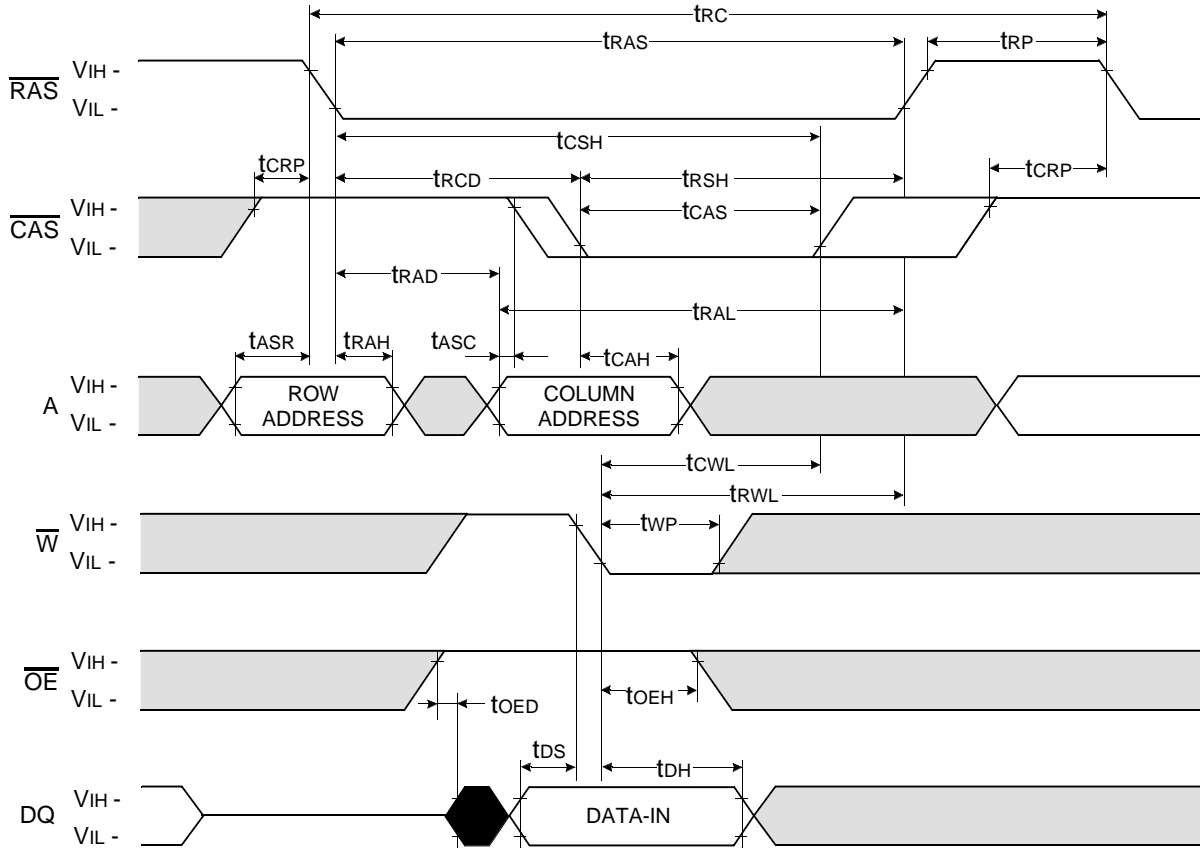 tRC
tRAS
tRP
RAS
VIH -
VIL -
tCSH
tCRP
tRCD
tRSH
tCRP
CAS
VIH -
VIL -
tCAS
tRAD
tRAL
tASR
tRAH
tASC
tCAH
A
VIH -
VIL -
ROW
ADDRESS
COLUMN
ADDRESS
tCWL
tRWL
W
VIH -
VIL -
tWP
OE
VIH -
VIL -
tOED
tOEH
tDS
tDH
DQ
VIH -
VIL -
DATA-IN